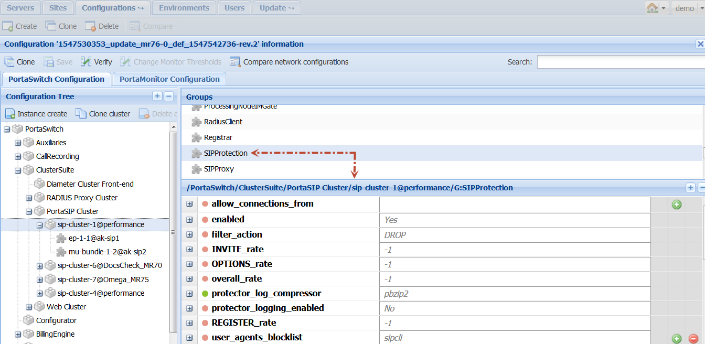 Servers Sites Configurations Environments Users Update demo
Create Clone Delete Compare
Configuration '1547530353_update_mr76-0_def_1547542736-rev.2' information
Clone Save Verify Change Monitor Thresholds Compare network configurations Search:
PortaSwitch Configuration PortaMonitor Configuration
Configuration Tree
Instance create Clone cluster Delete c
PortaSwitch
Auxiliaries
CallRecording
ClusterSuite
Diameter Cluster Front-end
RADIUS Proxy Cluster
PortaSIP Cluster
sip-cluster-1@performance
ep-1-1@ak-sip1
mu-bundle-1-2@ak-sip2
sip-cluster-6@DocsCheck_MR70
sip-cluster-7@Omega_MR75
sip-cluster-4@performance
Web Cluster
Configurator
BillingEngine
Groups
ProcessingNodeIMGate
RadiusClient
Registrar
SIPProtection
SIPProxy
/PortaSwitch/ClusterSuite/PortaSIP Cluster/sip-cluster-1@performance/G:SIPProtection
allow_connections_from
enabled Yes
filter_action DROP
INVITE_rate -1
OPTIONS_rate -1
overall_rate -1
protector_log_compressor pbzip2
protector_logging_enabled No
REGISTER_rate -1
user_agents_blocklist sipcli